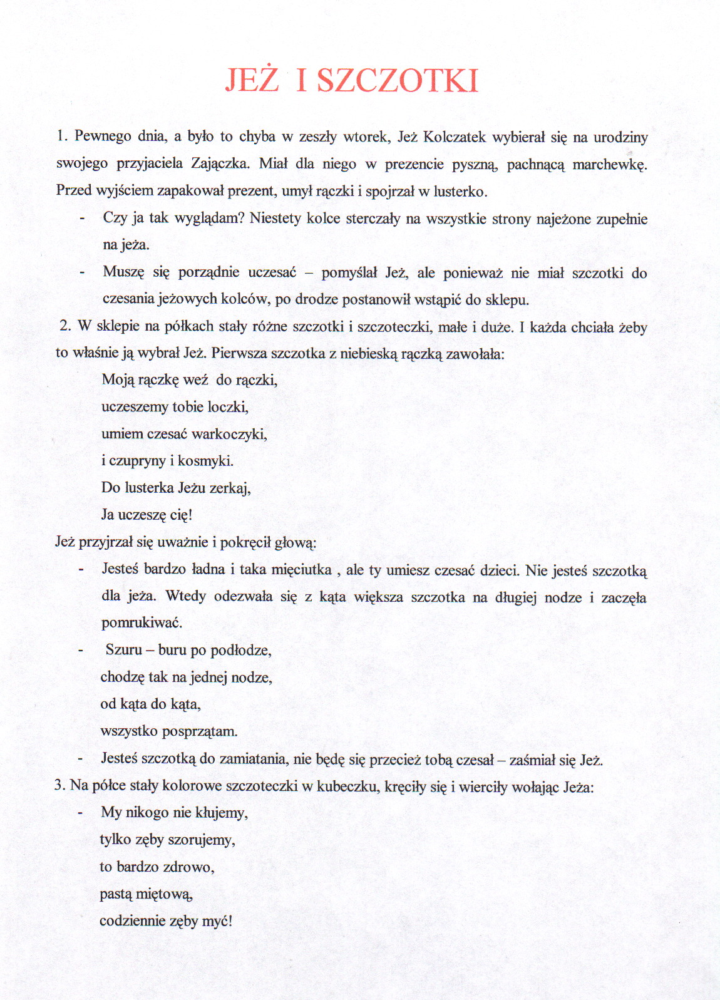 JEŻ I SZCZOTKI
1. Pewnego dnia, a było to chyba w zeszły wtorek, Jeż Kolczatek wybierał się na urodziny
swojego przyjaciela Zajączka. Miał dla niego w prezencie pyszną, pachnącą marchewkę.
Przed wyjściem zapakował prezent, umył rączki i spojrzał w lusterko.
- Czy ja tak wyglądam? Niestety kolce sterczały na wszystkie strony najeżone zupełnie
na jeża.
- Muszę się porządnie uczesać – pomyślał Jeż, ale ponieważ nie miał szczotki do
czesania jeżowych kolców, po drodze postanowił wstąpić do sklepu.
2. W sklepie na półkach stały różne szczotki i szczoteczki, małe i duże. I każda chciała żeby
to właśnie ją wybrał Jeż. Pierwsza szczotka z niebieską rączką zawołała:
Moją rączkę weź do rączki,
uczeszemy tobie loczki,
umiem czesać warkoczyki,
i czupryny i kosmyki.
Do lusterka Jeżu zerkaj,
Ja uczeszę cię!
Jeż przyjrzał się uważnie i pokręcił głową:
- Jesteś bardzo ładna i taka mięciutka , ale ty umiesz czesać dzieci. Nie jesteś szczotką
dla jeża. Wtedy odezwała się z kąta większa szczotka na długiej nodze i zaczęła
pomrukiwać.
- Szuru – buru po podłodze,
chodzę tak na jednej nodze,
od kąta do kąta,
wszystko posprzątam.
- Jesteś szczotką do zamiatania, nie będę się przecież tobą czesał – zaśmiał się Jeż.
3. Na półce stały kolorowe szczoteczki w kubeczku, kręciły się i wierciły wołając Jeża:
- My nikogo nie kłujemy,
tylko zęby szorujemy,
to bardzo zdrowo,
pastą miętową,
codziennie zęby myć!